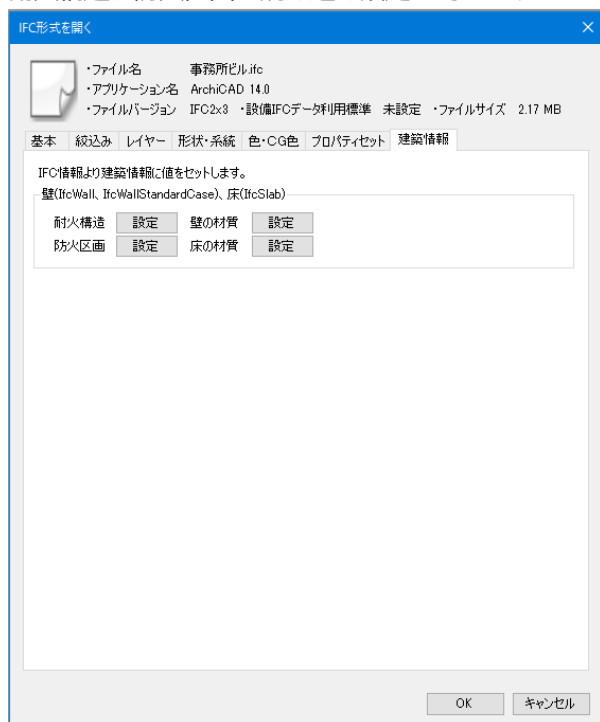 IFC形式を開く
・ファイル名 事務所ビル.ifc
・アプリケーション名 ArchiCAD 14.0
・ファイルバージョン IFC2x3 ・設備IFCデータ利用標準 未設定 ・ファイルサイズ 2.17 MB
基本 絞込み レイヤー 形状・系統 色・CG色 プロパティセット 建築情報
IFC情報より建築情報に値をセットします。
壁(IfcWall、IfcWallStandardCase)、床(IfcSlab)
耐火構造 設定 壁の材質 設定
防火区画 設定 床の材質 設定
OK キャンセル